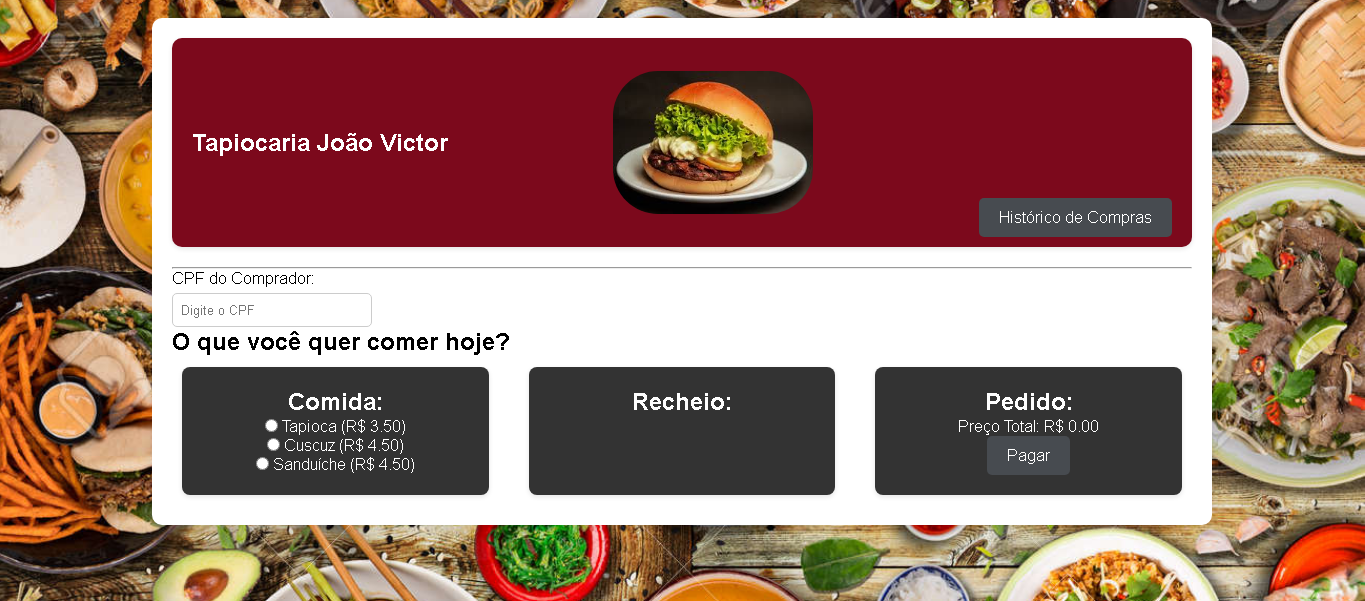 Tapiocaria João Victor
Histórico de Compras
CPF do Comprador:
Digite o CPF
O que você quer comer hoje?
Comida:
Tapioca (R$ 3.50)
Cuscuz (R$ 4.50)
Sanduíche (R$ 4.50)
Recheio:
Pedido:
Preço Total: R$ 0.00
Pagar